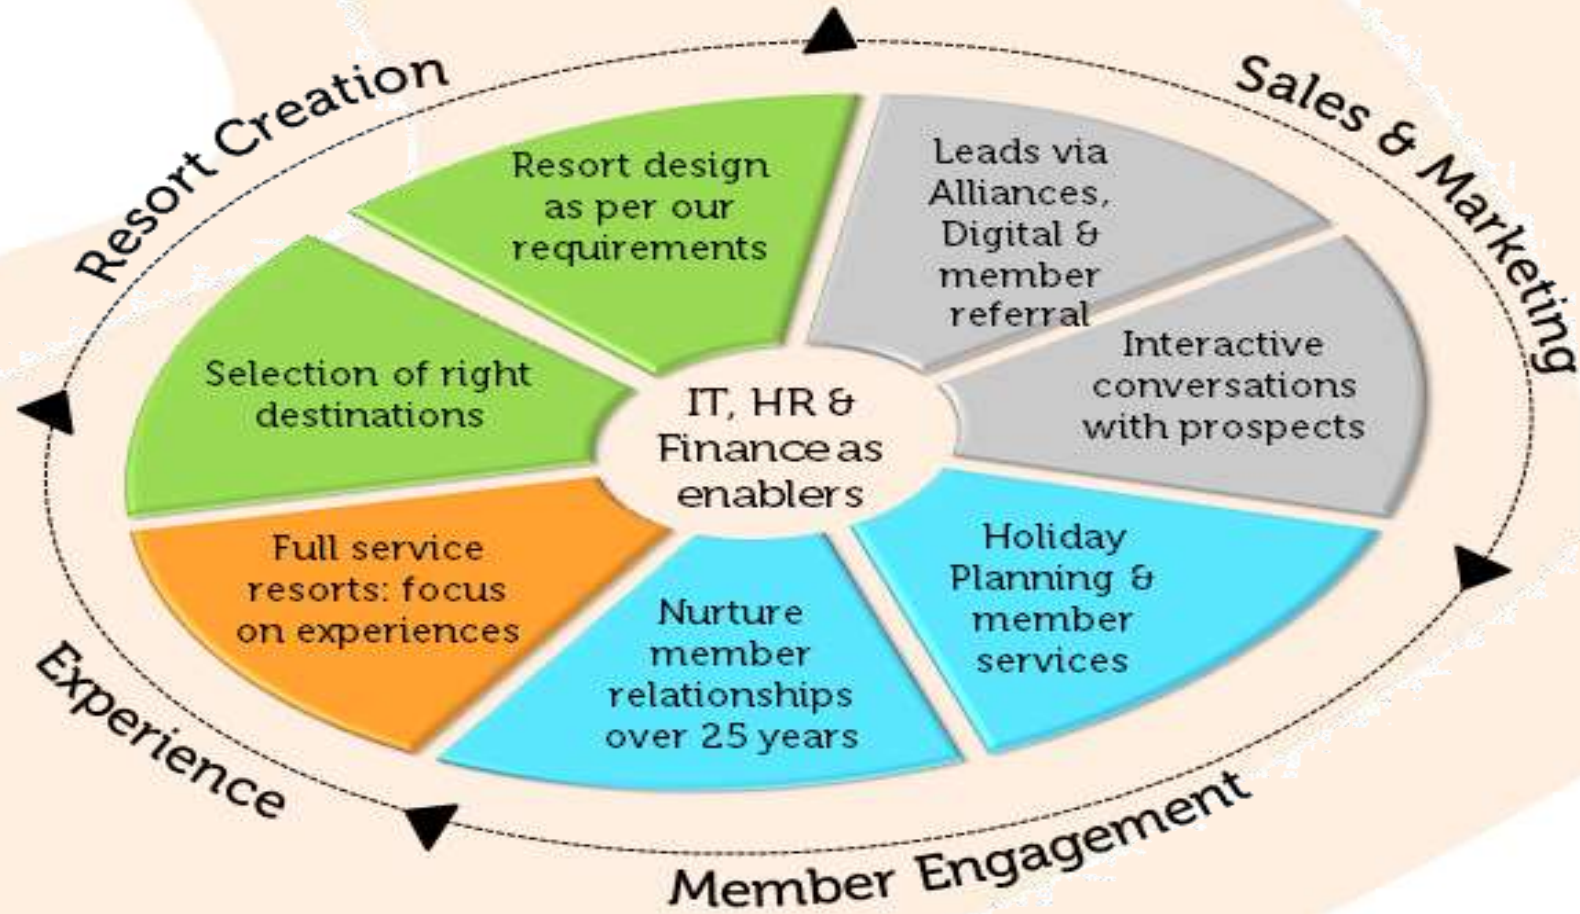 Resort Creation
Sales & Marketing
Resort design
as per our
requirements
Leads via
Alliances,
Digital &
member
referral
Selection of right
destinations
Interactive
conversations
with prospects
IT, HR &
Finance as
enablers
Full service
resorts: focus
on experiences
Nurture
member
relationships
over 25 years
Holiday
Planning &
member
services
Experience
Member Engagement